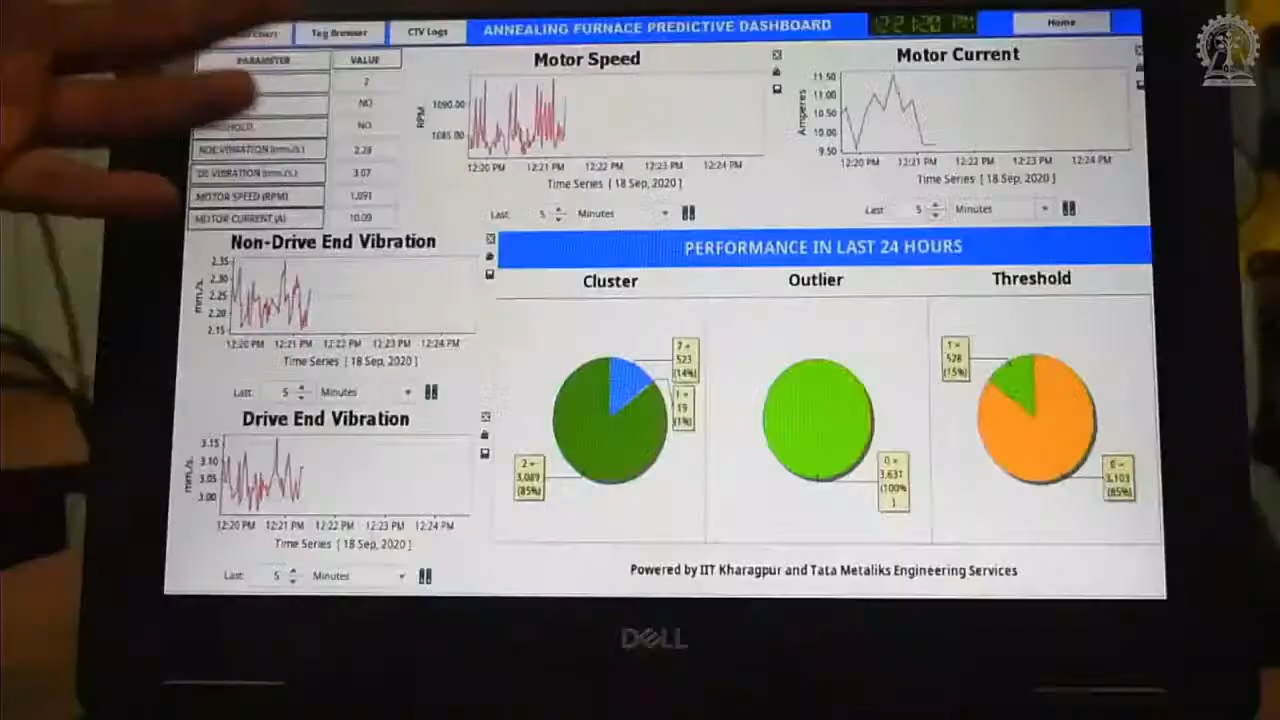 Tag Browser
CTV Logs
ANNEALING FURNACE PREDICTIVE DASHBOARD
12:21:20 PM
Home
PARAMETER VALUE
2
NO
NO
NDE VIBRATION (mm/s.) 2.28
DE VIBRATION (mm/s.) 3.07
MOTOR SPEED (RPM) 1,091
MOTOR CURRENT (A) 10.09
Motor Speed
RPM
1090.00
1085.00
12:20 PM 12:21 PM 12:22 PM 12:23 PM 12:24 PM
Time Series [ 18 Sep, 2020 ]
Last: 5 Minutes
Motor Current
Amperes
11.50
11.00
10.50
10.00
9.50
12:20 PM 12:21 PM 12:22 PM 12:23 PM 12:24 PM
Time Series [ 18 Sep, 2020 ]
Last: 5 Minutes
Non-Drive End Vibration
mm/s.
2.35
2.30
2.25
2.20
2.15
12:20 PM 12:21 PM 12:22 PM 12:23 PM 12:24 PM
Time Series [ 18 Sep, 2020 ]
Last: 5 Minutes
Drive End Vibration
mm/s.
3.15
3.10
3.05
3.00
12:20 PM 12:21 PM 12:22 PM 12:23 PM 12:24 PM
Time Series [ 18 Sep, 2020 ]
Last: 5 Minutes
PERFORMANCE IN LAST 24 HOURS
Cluster
523
(14%)
1 =
19
(1%)
2 =
3,089
(85%)
Outlier
0 =
3,631
(100%
)
Threshold
1 =
528
(15%)
0 =
3,103
(85%)
Powered by IIT Kharagpur and Tata Metaliks Engineering Services
DELL